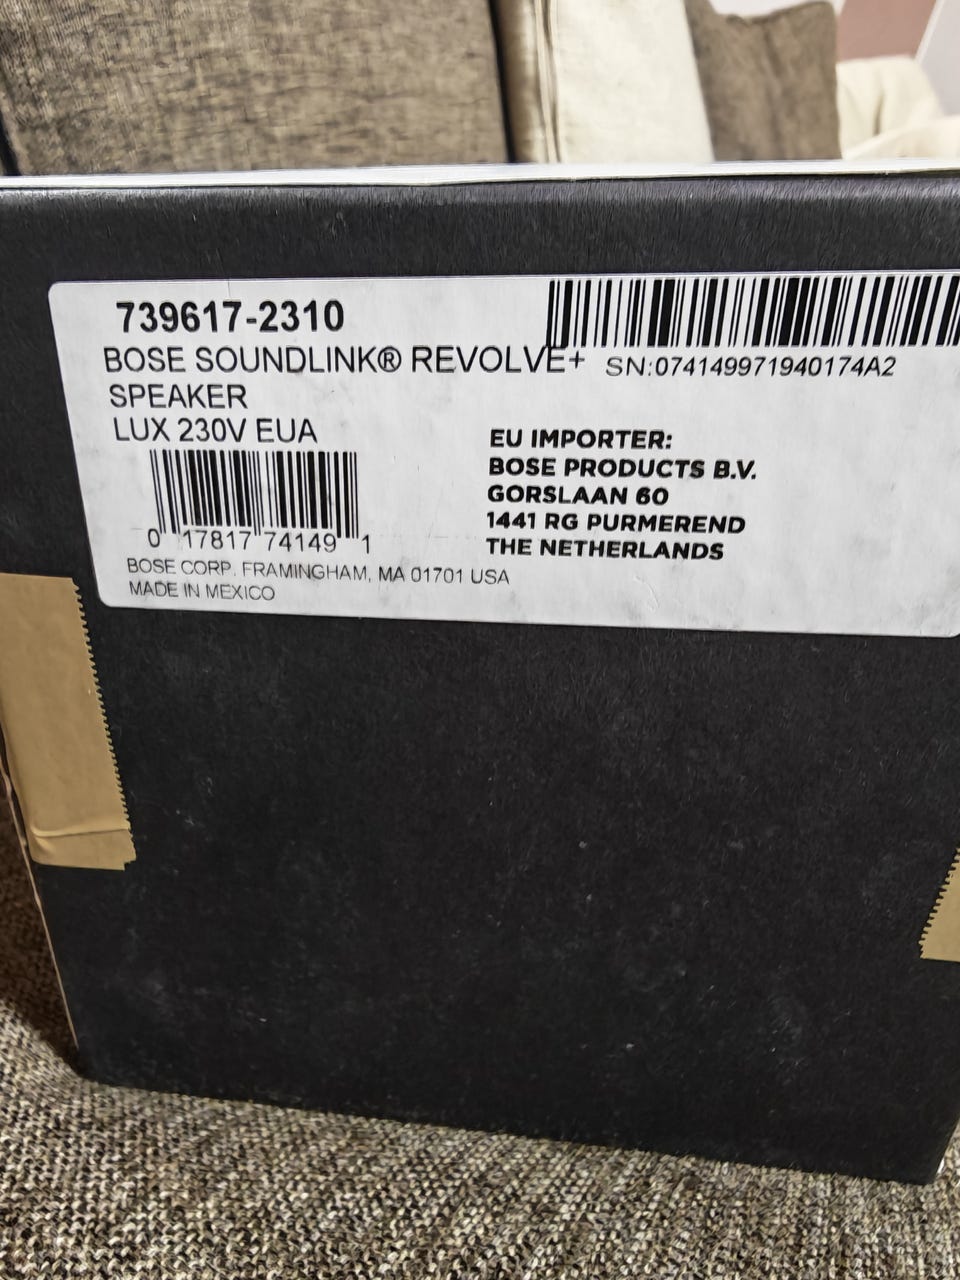 739617-2310
BOSE SOUNDLINK® REVOLVE+
SPEAKER
LUX 230V EUA
0 17817 74149 1
BOSE CORP. FRAMINGHAM, MA 01701 USA
MADE IN MEXICO
SN:074149971940174A2
EU IMPORTER:
BOSE PRODUCTS B.V.
GORSLAAN 60
1441 RG PURMEREND
THE NETHERLANDS